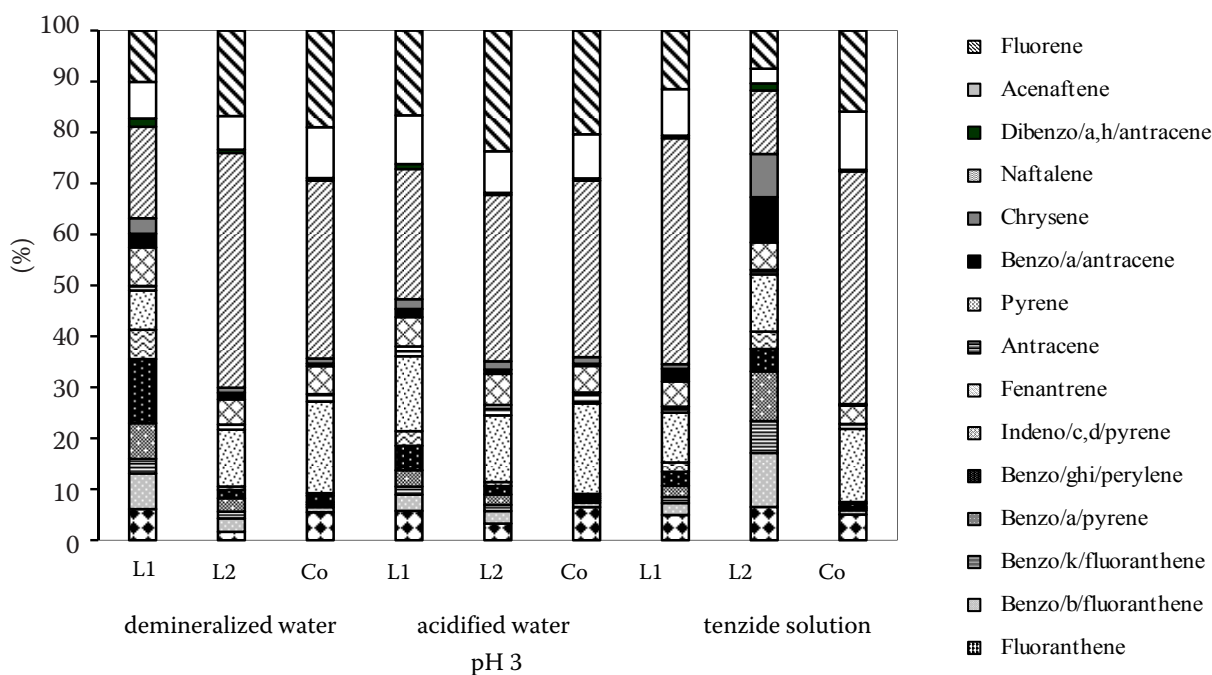 100
90
80
70
60
50
40
30
20
10
0
(%)
L1 L2 Co L1 L2 Co L1 L2 Co
demineralized water acidified water tenzide solution
pH 3
Fluorene
Acenaftene
Dibenzo/a,h/antracene
Naftalene
Chrysene
Benzo/a/antracene
Pyrene
Antracene
Fenantrene
Indeno/c,d/pyrene
Benzo/ghi/perylene
Benzo/a/pyrene
Benzo/k/fluoranthene
Benzo/b/fluoranthene
Fluoranthene